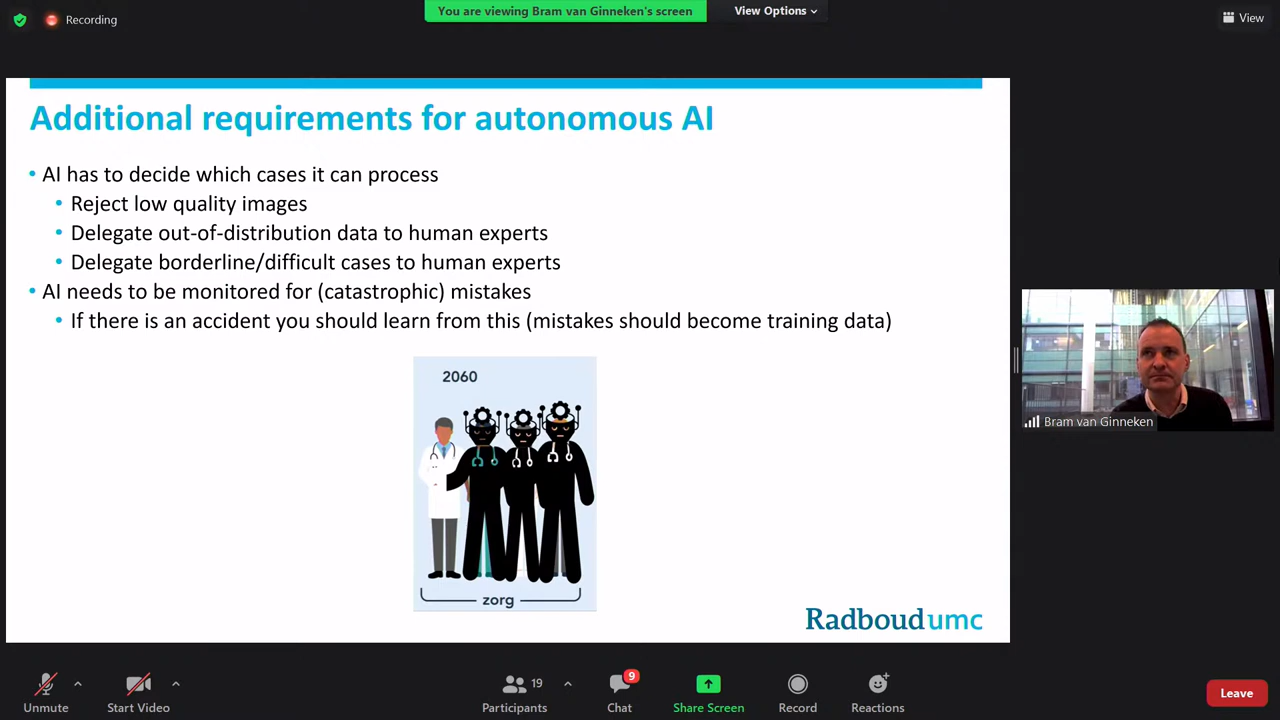 Recording
You are viewing Bram van Ginneken's screen
View Options
View
Additional requirements for autonomous AI
• AI has to decide which cases it can process
• Reject low quality images
• Delegate out-of-distribution data to human experts
• Delegate borderline/difficult cases to human experts
• AI needs to be monitored for (catastrophic) mistakes
• If there is an accident you should learn from this (mistakes should become training data)
2060
zorg
Radboudumc
Bram van Ginneken
Unmute
Start Video
19
Participants
9
Chat
Share Screen
Record
Reactions
Leave